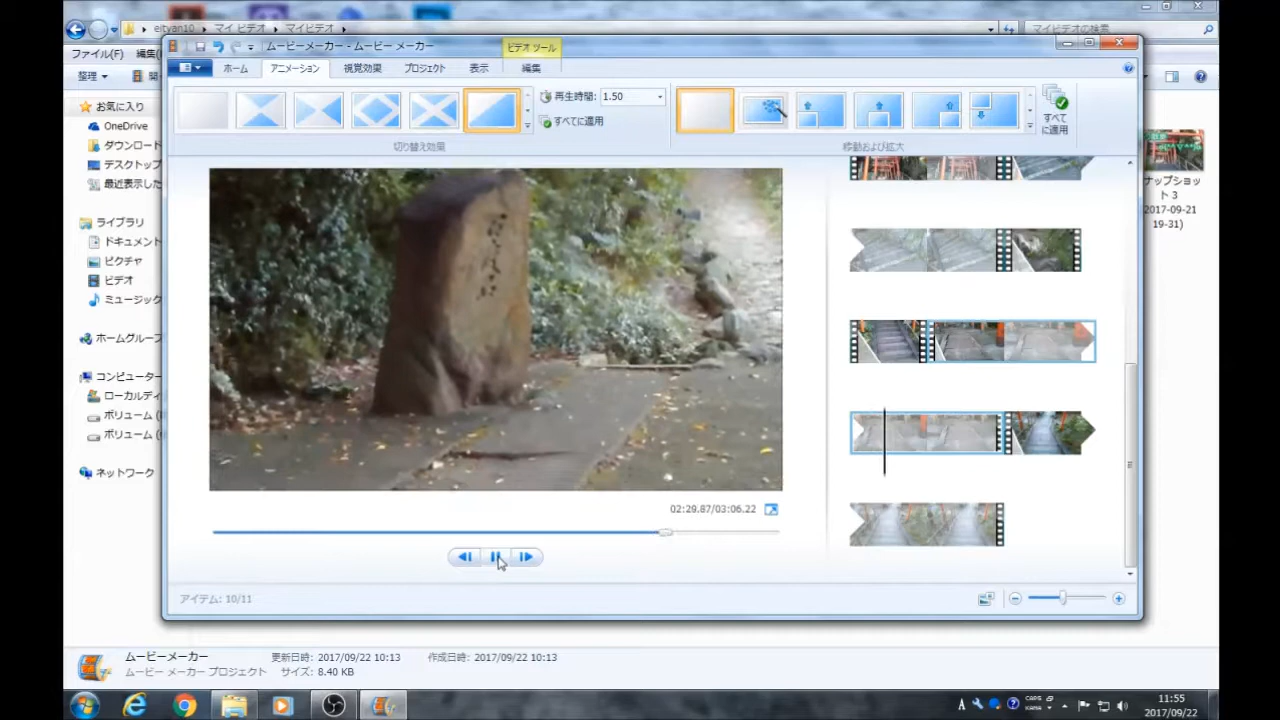 eityan10 ▸ マイ ビデオ ▸ マイビデオ ▸
マイビデオの検索
ファイル(F)
編集(
整理
開
お気に入り
OneDrive
ダウンロート
デスクトップ
最近表示した
ライブラリ
ドキュメント
ピクチャ
ビデオ
ミュージック
ホームグルーフ
コンピューター
ローカルディ
ボリューム (
ボリューム (
ネットワーク
ムービーメーカー - ムービー メーカー
ビデオ ツール
ホーム
アニメーション
視覚効果
プロジェクト
表示
編集
再生時間: 1.50
すべてに適用
切り替え効果
すべて
に適用
移動および拡大
02:29.87/03:06.22
アイテム: 10/11
ナップショッ
ト 3
2017-09-21
19-31)
ムービーメーカー
更新日時: 2017/09/22 10:13
作成日時: 2017/09/22 10:13
ムービー メーカー プロジェクト
サイズ: 8.40 KB
A
CAPS
KANA
11:55
2017/09/22